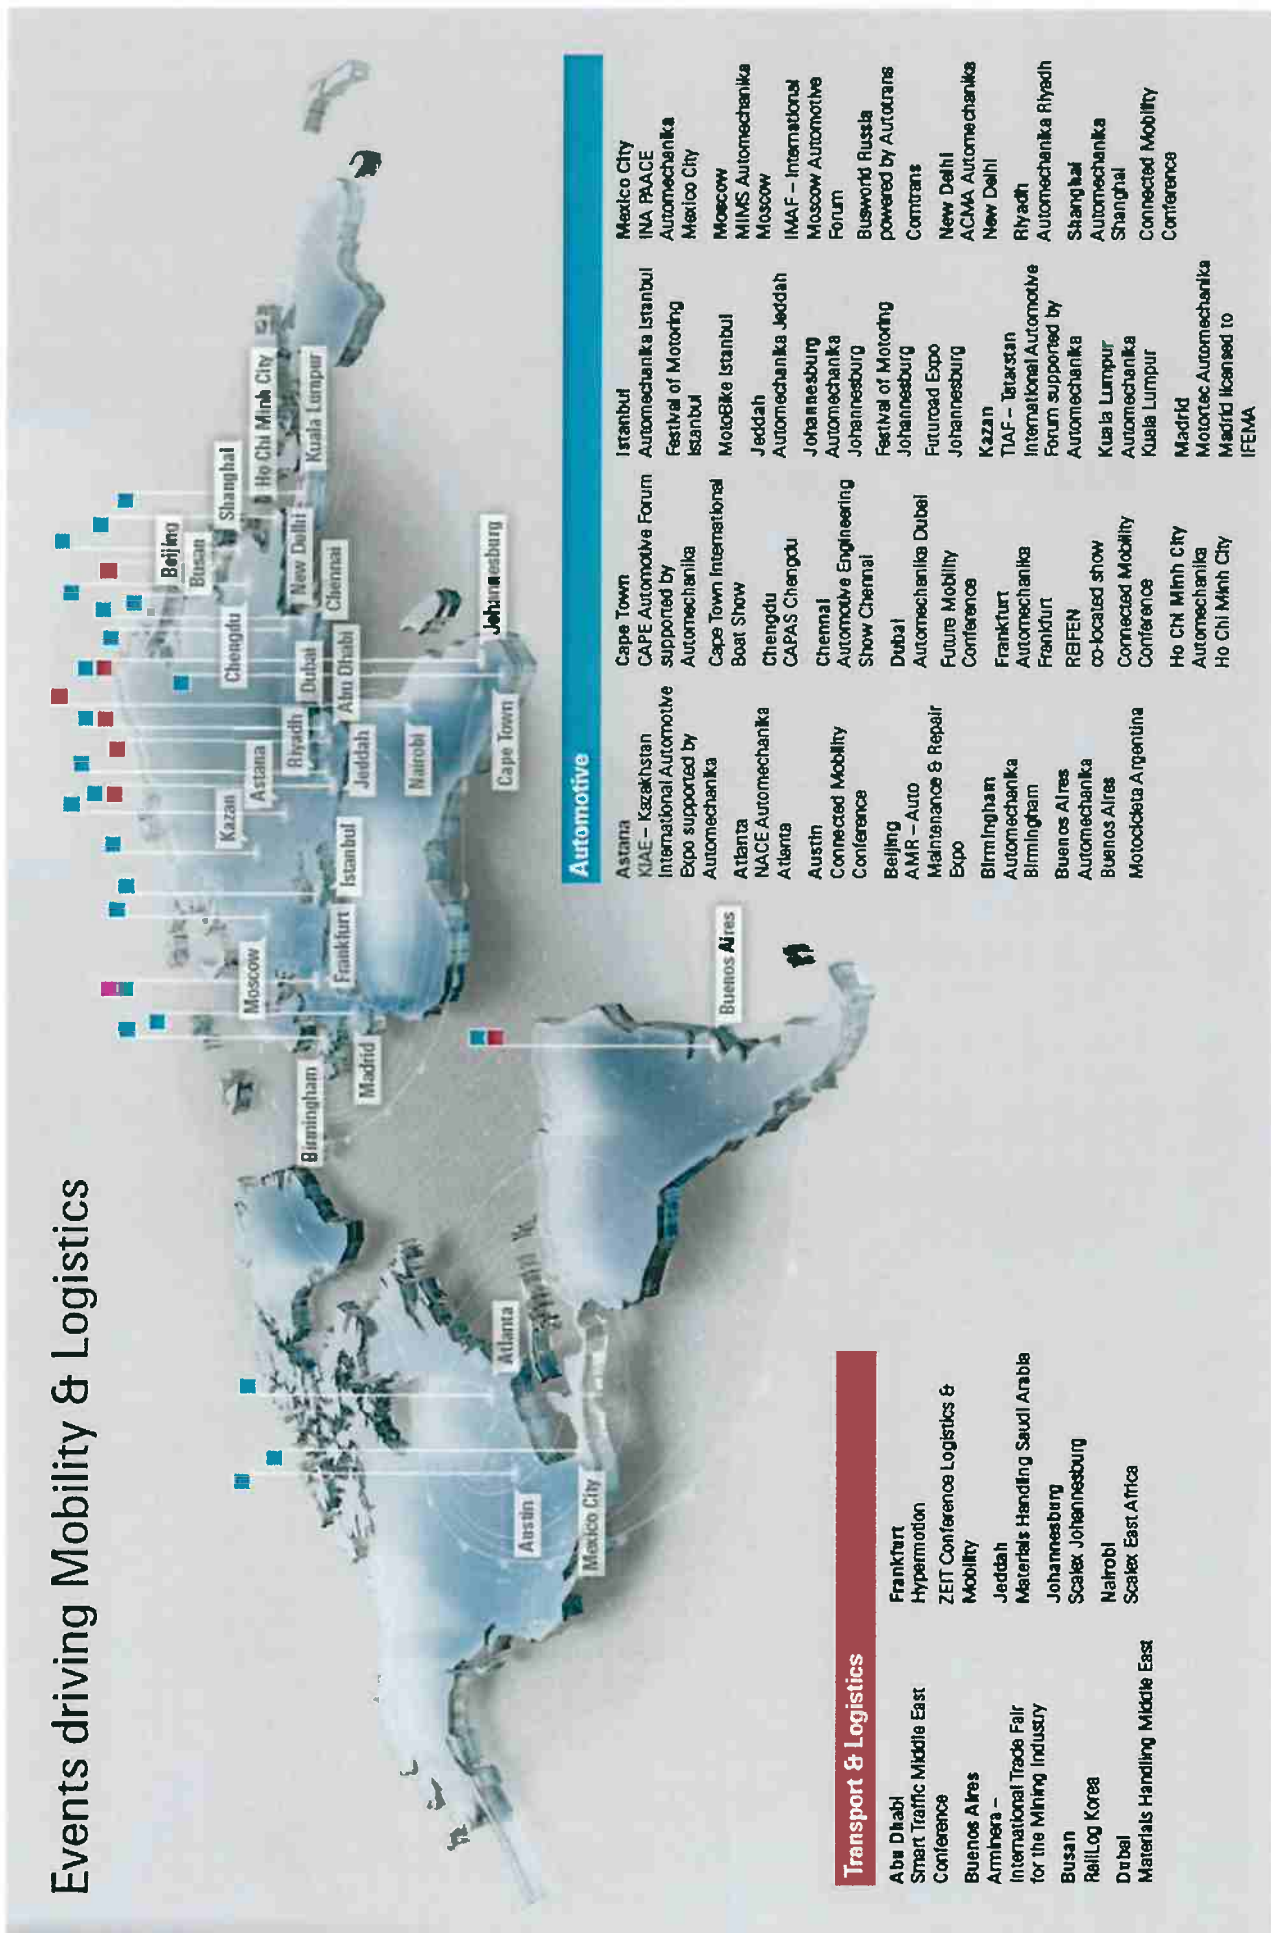 Events driving Mobility & Logistics
Beijing
Busan
Shanghai
Ho Chi Minh City
Kuala Lumpur
New Delhi
Chennai
Chengdu
Dubai
Abu Dhabi
Johannesburg
Riyadh
Jeddah
Nairobi
Cape Town
Astana
Kazan
Istanbul
Moscow
Frankfurt
Madrid
Birmingham
Buenos Aires
Atlanta
Austin
Mexico City
Transport & Logistics
Abu Dhabi
Smart Traffic Middle East
Conference
Buenos Aires
Arminera –
International Trade Fair
for the Mining Industry
Busan
RailLog Korea
Dubai
Materials Handling Middle East
Frankfurt
Hypermotion
ZEIT Conference Logistics &
Mobility
Jeddah
Materials Handling Saudi Arabia
Johannesburg
Scalex Johannesburg
Nairobi
Scalex East Africa
Automotive
Astana
KIAE – Kazakhstan
International Automotive
Expo supported by
Automechanika
Atlanta
NACE Automechanika
Atlanta
Austin
Connected Mobility
Conference
Beijing
AMR – Auto
Maintenance & Repair
Expo
Birmingham
Automechanika
Birmingham
Buenos Aires
Automechanika
Buenos Aires
Motocicleta Argentina
Cape Town
CAPE Automotive Forum
supported by
Automechanika
Cape Town International
Boat Show
Chengdu
CAPAS Chengdu
Chennai
Automotive Engineering
Show Chennai
Dubai
Automechanika Dubai
Future Mobility
Conference
Frankfurt
Automechanika
Frankfurt
REIFEN
co-located show
Connected Mobility
Conference
Ho Chi Minh City
Automechanika
Ho Chi Minh City
Istanbul
Automechanika Istanbul
Festival of Motoring
Istanbul
MotoBike Istanbul
Jeddah
Automechanika Jeddah
Johannesburg
Automechanika
Johannesburg
Festival of Motoring
Johannesburg
Futuroad Expo
Johannesburg
Kazan
TIAF – Tatarstan
International Automotive
Forum supported by
Automechanika
Kuala Lumpur
Automechanika
Kuala Lumpur
Madrid
Motortec Automechanika
Madrid licensed to
IFEMA
Mexico City
INA PAACE
Automechanika
Mexico City
Moscow
MIMS Automechanika
Moscow
IMAF – International
Moscow Automotive
Forum
Busworld Russia
powered by Autotrans
Comtrans
New Delhi
ACMA Automechanika
New Delhi
Riyadh
Automechanika Riyadh
Shanghai
Automechanika
Shanghai
Connected Mobility
Conference